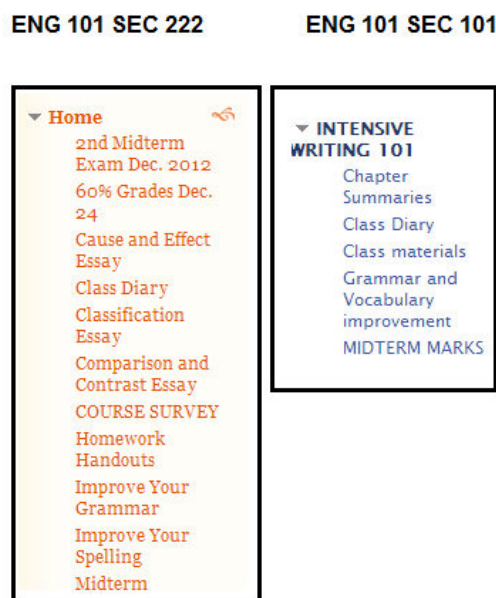 ENG 101 SEC 222
ENG 101 SEC 101
Home
2nd Midterm
Exam Dec. 2012
60% Grades Dec.
24
Cause and Effect
Essay
Class Diary
Classification
Essay
Comparison and
Contrast Essay
COURSE SURVEY
Homework
Handouts
Improve Your
Grammar
Improve Your
Spelling
Midterm
INTENSIVE
WRITING 101
Chapter
Summaries
Class Diary
Class materials
Grammar and
Vocabulary
improvement
MIDTERM MARKS